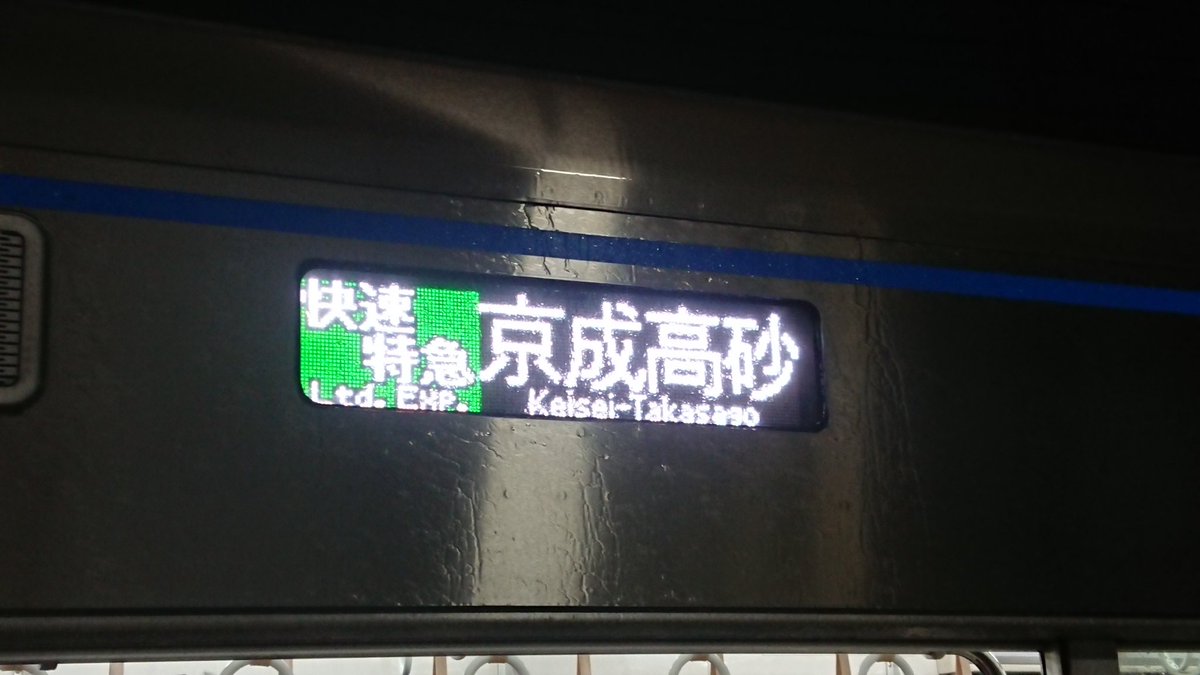 快速
特急
Ltd. Exp.
京成高砂
Keisei-Takasago